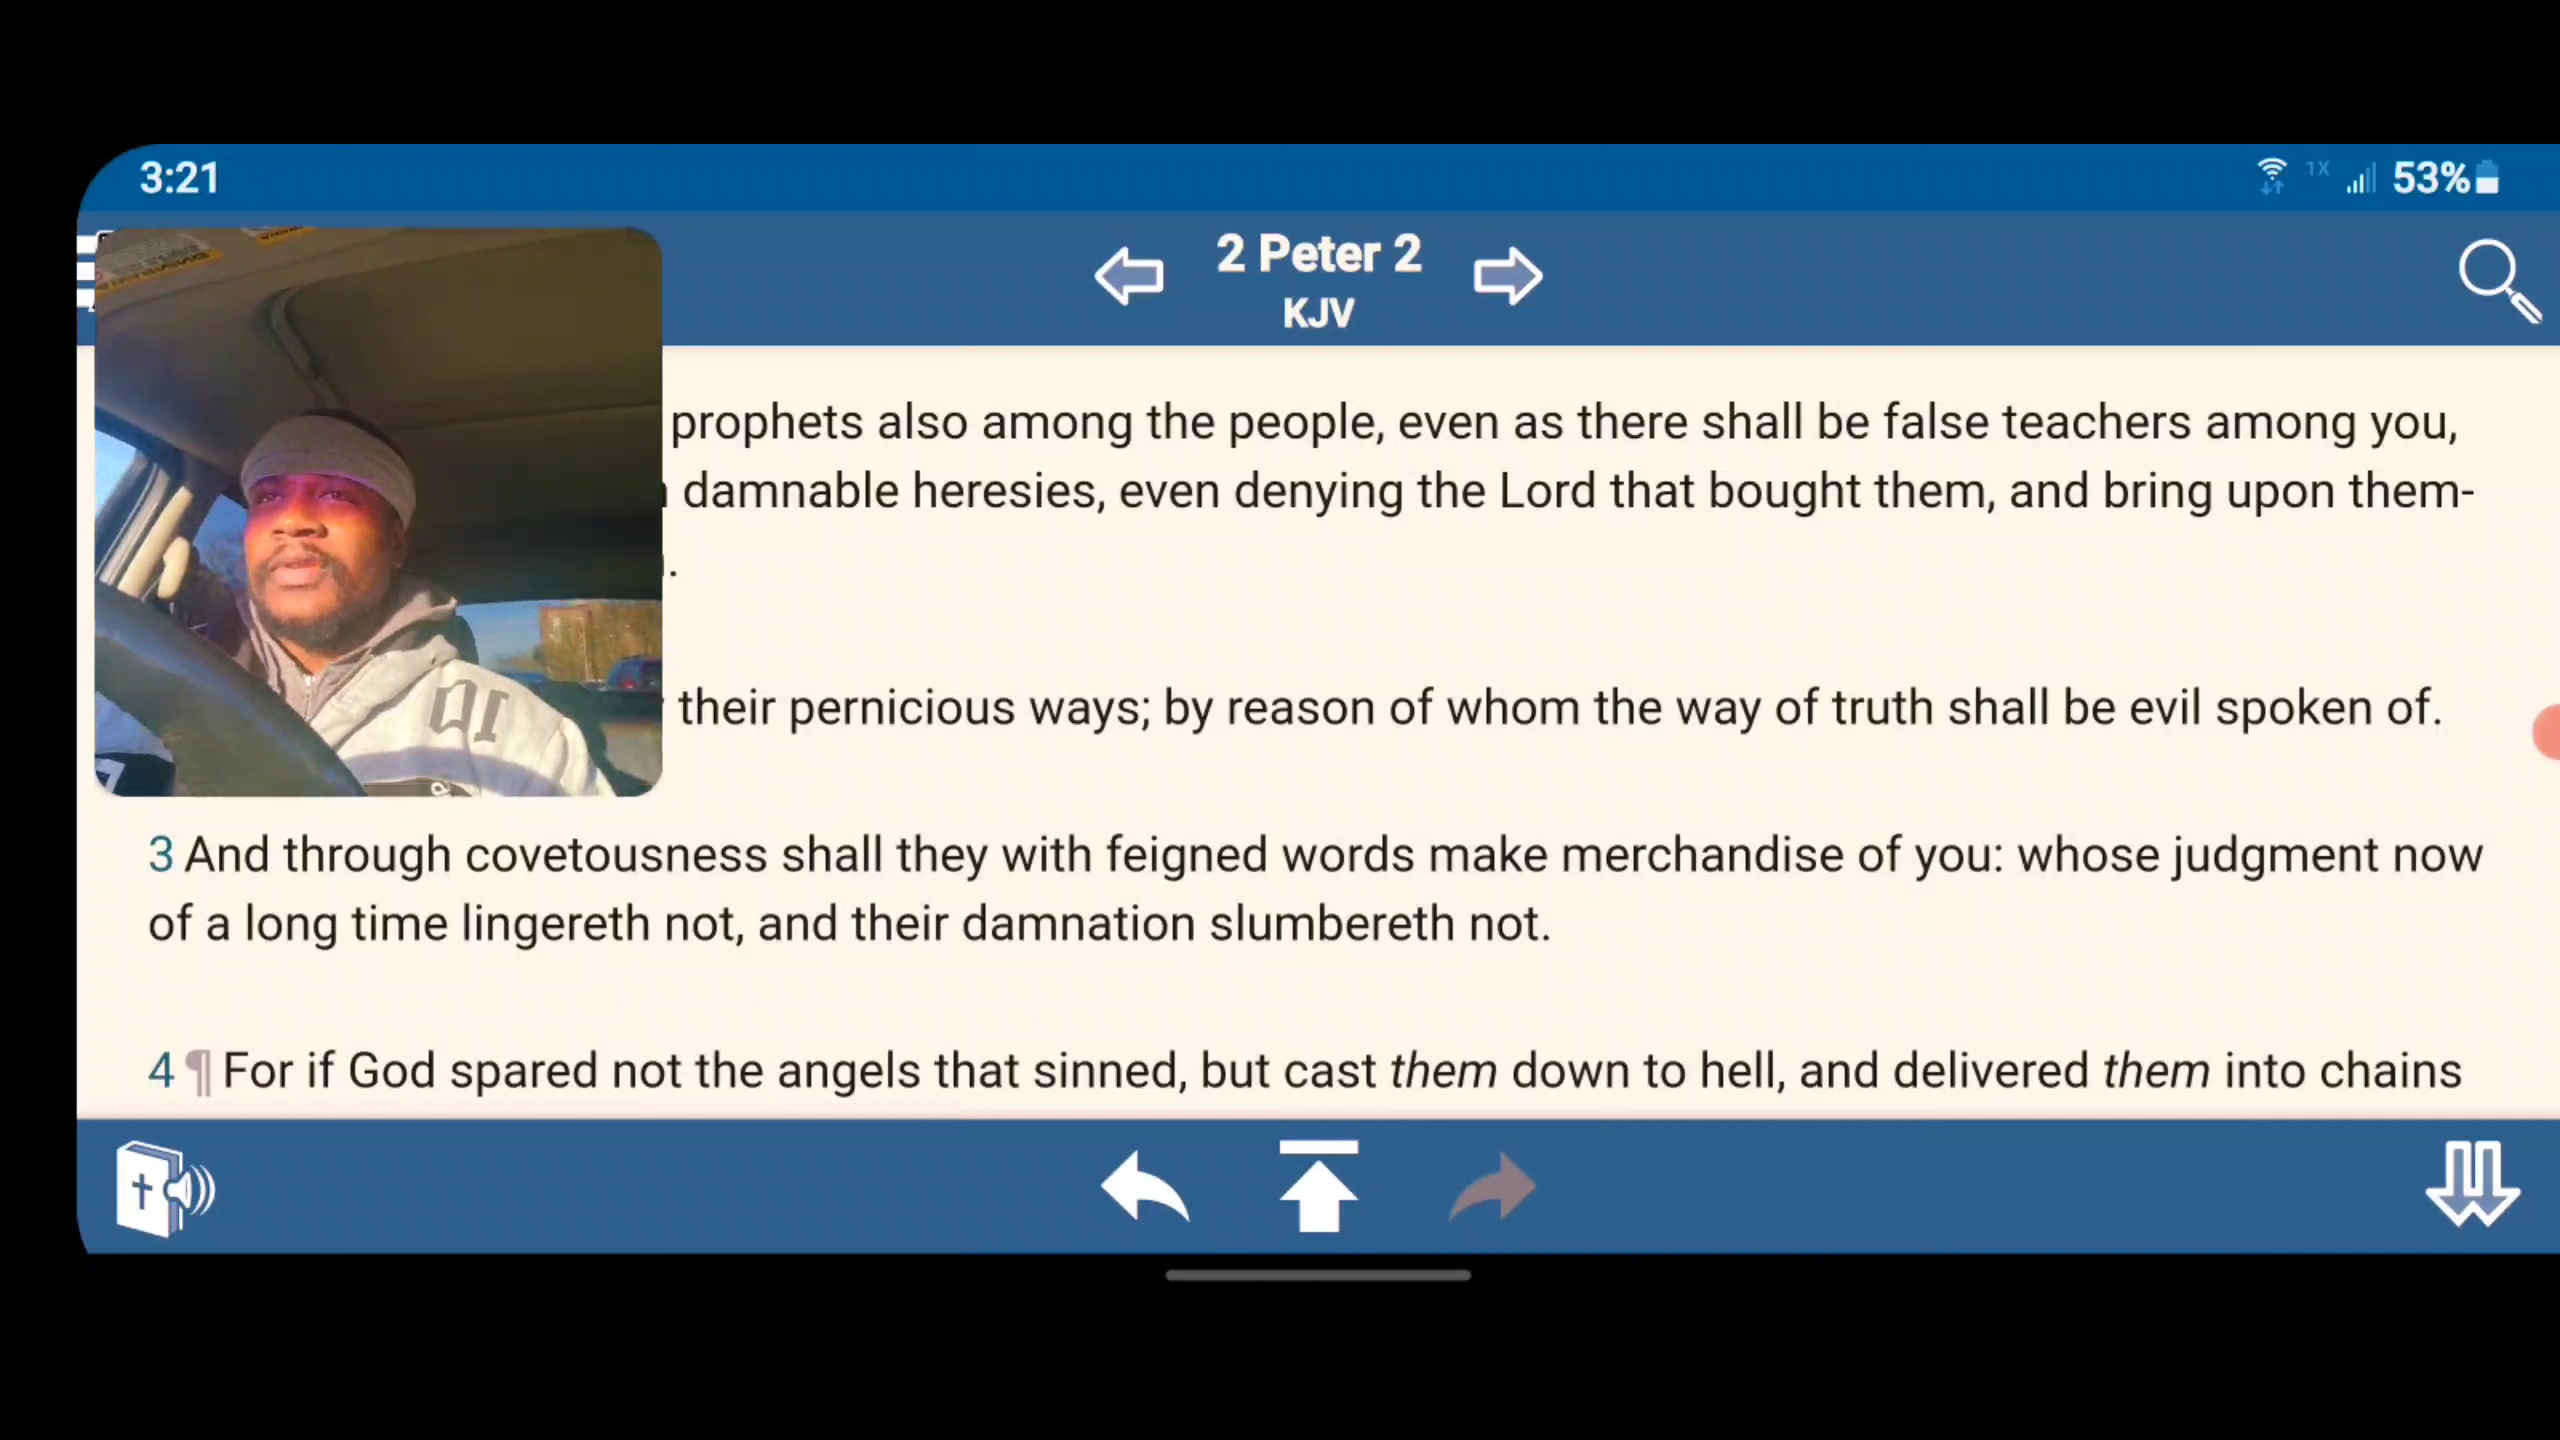 3:21
1X
53%
2 Peter 2
KJV
prophets also among the people, even as there shall be false teachers among you,
damnable heresies, even denying the Lord that bought them, and bring upon them-
.
their pernicious ways; by reason of whom the way of truth shall be evil spoken of.
3 And through covetousness shall they with feigned words make merchandise of you: whose judgment now
of a long time lingereth not, and their damnation slumbereth not.
4 ¶ For if God spared not the angels that sinned, but cast them down to hell, and delivered them into chains